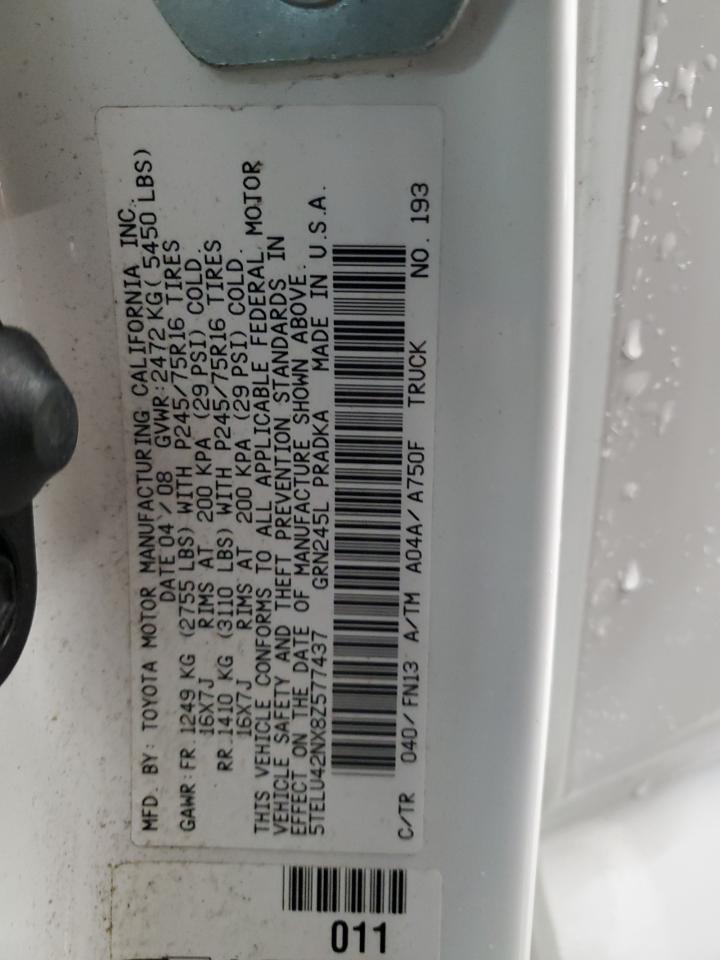 MFD. BY: TOYOTA MOTOR MANUFACTURING CALIFORNIA INC.
DATE 04/08 GVWR:2472 KG( 5450 LBS)
GAWR:FR.1249 KG (2755 LBS) WITH P245/75R16 TIRES
16X7J RIMS AT 200 KPA (29 PSI) COLD.
RR.1410 KG (3110 LBS) WITH P245/75R16 TIRES
16X7J RIMS AT 200 KPA (29 PSI) COLD.
THIS VEHICLE CONFORMS TO ALL APPLICABLE FEDERAL MOTOR
VEHICLE SAFETY AND THEFT PREVENTION STANDARDS IN
EFFECT ON THE DATE OF MANUFACTURE SHOWN ABOVE.
5TELU42NX8Z577437 GRN245L PRADKA MADE IN U.S.A.
C/TR 040/FN13 A/TM A04A/A750F TRUCK NO. 193
011